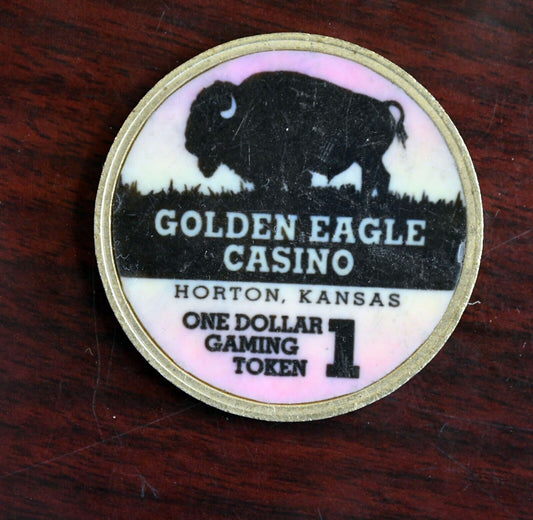 GOLDEN EAGLE
CASINO
HORTON, KANSAS
ONE DOLLAR
GAMING
TOKEN
1